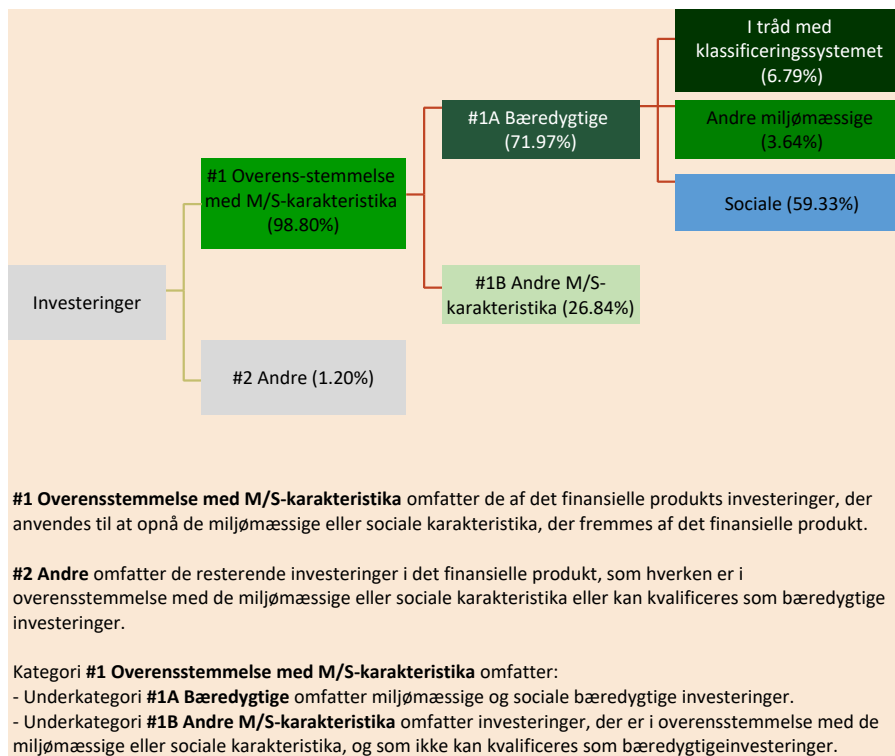 I tråd med
klassificeringssystemet
(6.79%)
#1A Bæredygtige
(71.97%)
Andre miljømæssige
(3.64%)
#1 Overens-stemmelse
med M/S-karakteristika
(98.80%)
Sociale (59.33%)
#1B Andre M/S-
karakteristika (26.84%)
Investeringer
#2 Andre (1.20%)
#1 Overensstemmelse med M/S-karakteristika omfatter de af det finansielle produkts investeringer, der
anvendes til at opnå de miljømæssige eller sociale karakteristika, der fremmes af det finansielle produkt.
#2 Andre omfatter de resterende investeringer i det finansielle produkt, som hverken er i
overensstemmelse med de miljømæssige eller sociale karakteristika eller kan kvalificeres som bæredygtige
investeringer.
Kategori #1 Overensstemmelse med M/S-karakteristika omfatter:
- Underkategori #1A Bæredygtige omfatter miljømæssige og sociale bæredygtige investeringer.
- Underkategori #1B Andre M/S-karakteristika omfatter investeringer, der er i overensstemmelse med de
miljømæssige eller sociale karakteristika, og som ikke kan kvalificeres som bæredygtigeinvesteringer.